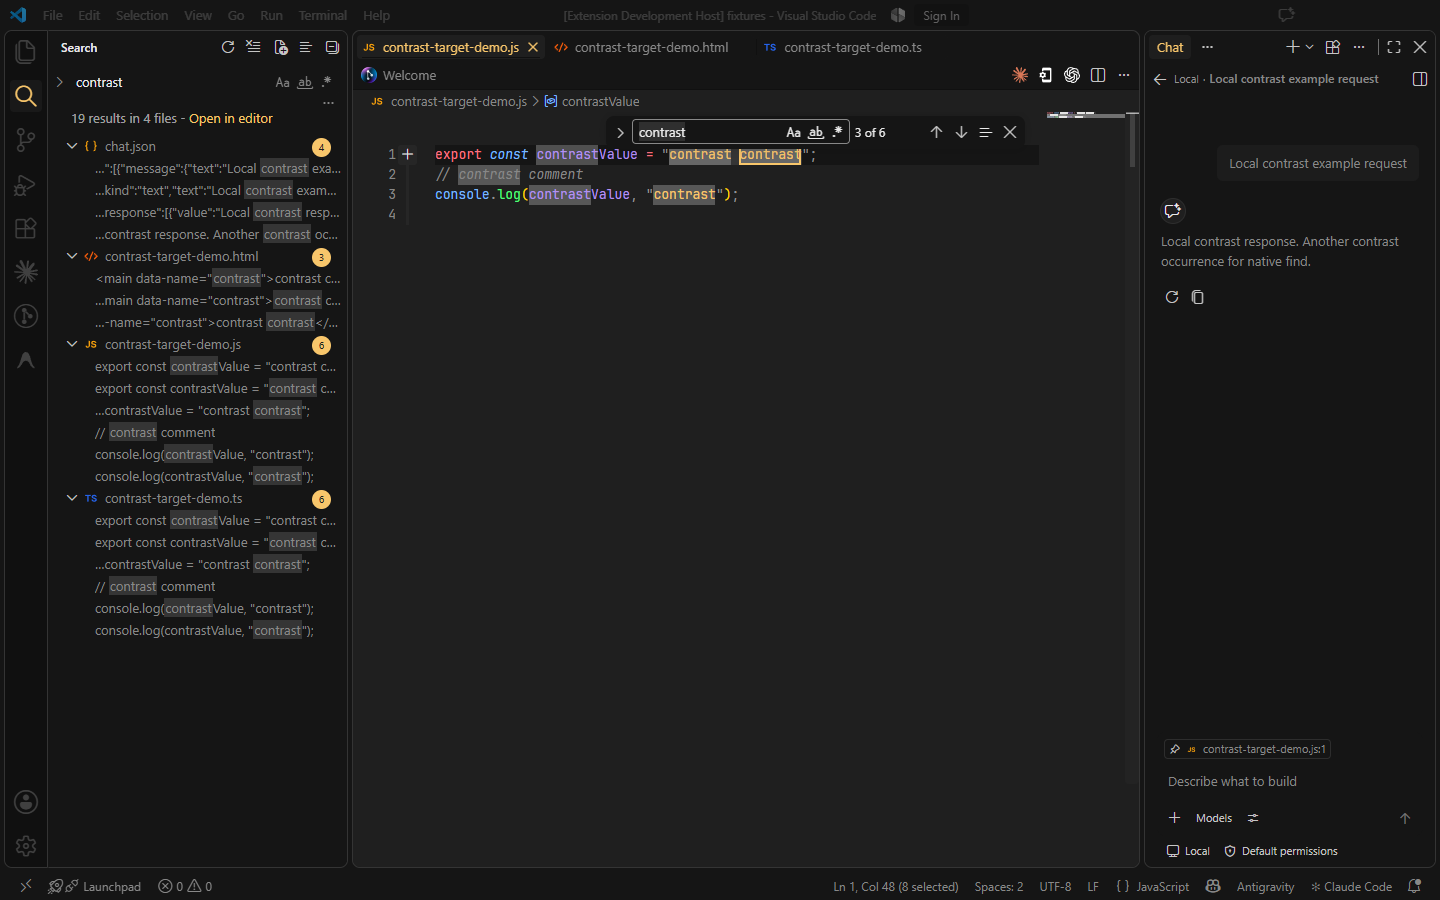 File Edit Selection View Go Run Terminal Help
[Extension Development Host] fixtures - Visual Studio Code
Sign In
Search
contrast
Aa ab .*
...
19 results in 4 files - Open in editor
{ } chat.json 4
...":[{"message":{"text":"Local contrast exa...
...kind":"text","text":"Local contrast exam...
...response":[{"value":"Local contrast resp...
...contrast response. Another contrast oc...
</> contrast-target-demo.html 3
<main data-name="contrast">contrast c...
...main data-name="contrast">contrast c...
...-name="contrast">contrast contrast</...
JS contrast-target-demo.js 6
export const contrastValue = "contrast c...
export const contrastValue = "contrast c...
...contrastValue = "contrast contrast";
// contrast comment
console.log(contrastValue, "contrast");
console.log(contrastValue, "contrast");
TS contrast-target-demo.ts 6
export const contrastValue = "contrast c...
export const contrastValue = "contrast c...
...contrastValue = "contrast contrast";
// contrast comment
console.log(contrastValue, "contrast");
console.log(contrastValue, "contrast");
JS contrast-target-demo.js
</> contrast-target-demo.html
TS contrast-target-demo.ts
Welcome
JS contrast-target-demo.js > contrastValue
contrast Aa ab .* 3 of 6
1 export const contrastValue = "contrast contrast";
2 // contrast comment
3 console.log(contrastValue, "contrast");
4
Chat
Local · Local contrast example request
Local contrast example request
Local contrast response. Another contrast
occurrence for native find.
JS contrast-target-demo.js:1
Describe what to build
Models
Local Default permissions
Launchpad 0 0
Ln 1, Col 48 (8 selected) Spaces: 2 UTF-8 LF { } JavaScript Antigravity Claude Code